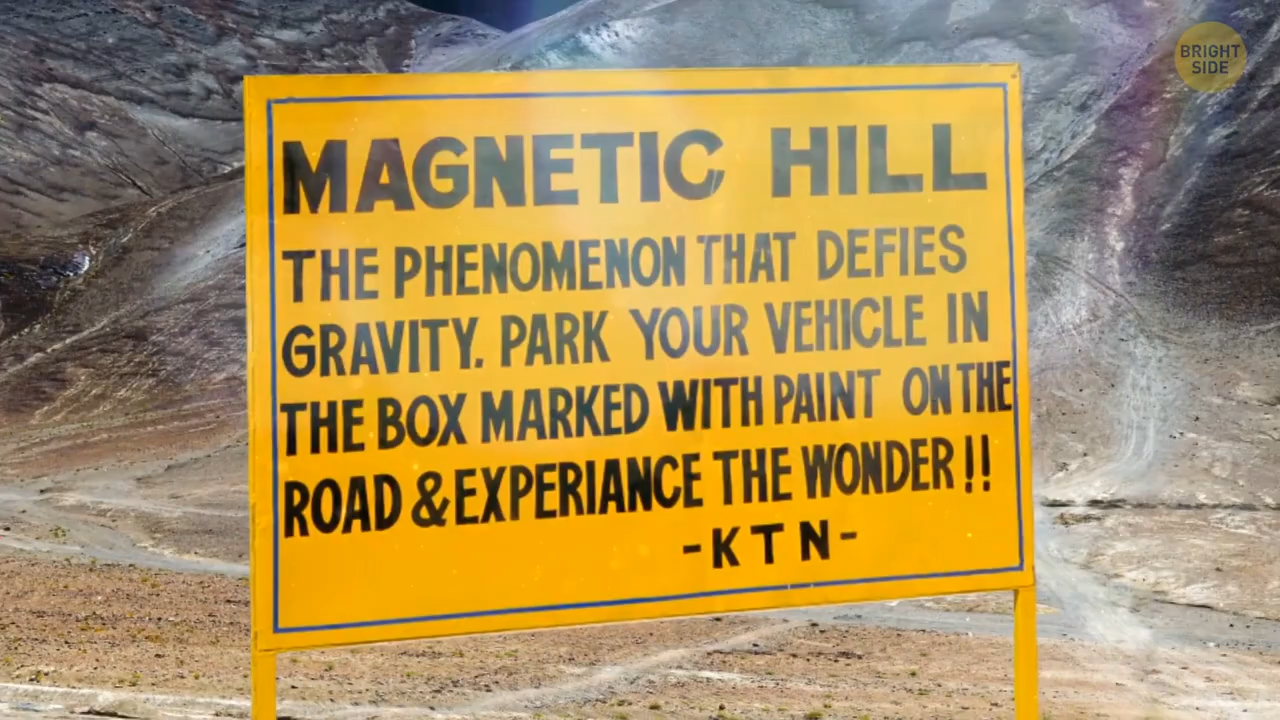 BRIGHT
SIDE
MAGNETIC HILL
THE PHENOMENON THAT DEFIES
GRAVITY. PARK YOUR VEHICLE IN
THE BOX MARKED WITH PAINT ON THE
ROAD & EXPERIANCE THE WONDER !!
-KTN-